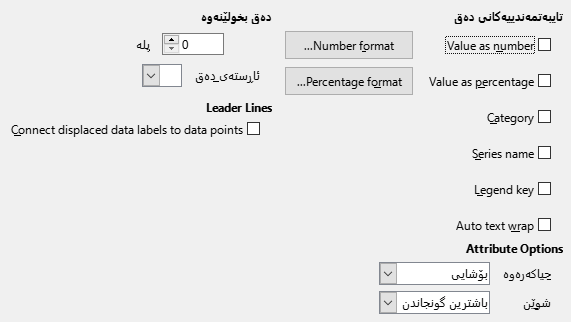 تایبەتمەندییەکانی دەق
Value as number
Number format...
Value as percentage
Percentage format...
Category
Series name
Legend key
Auto text wrap
Attribute Options
جیاکەرەوە
بۆشایی
شوێن
باشترین گونجاندن
دەق بخولێنەوە
0
پلە
ئاڕستەی دەق
Leader Lines
Connect displaced data labels to data points